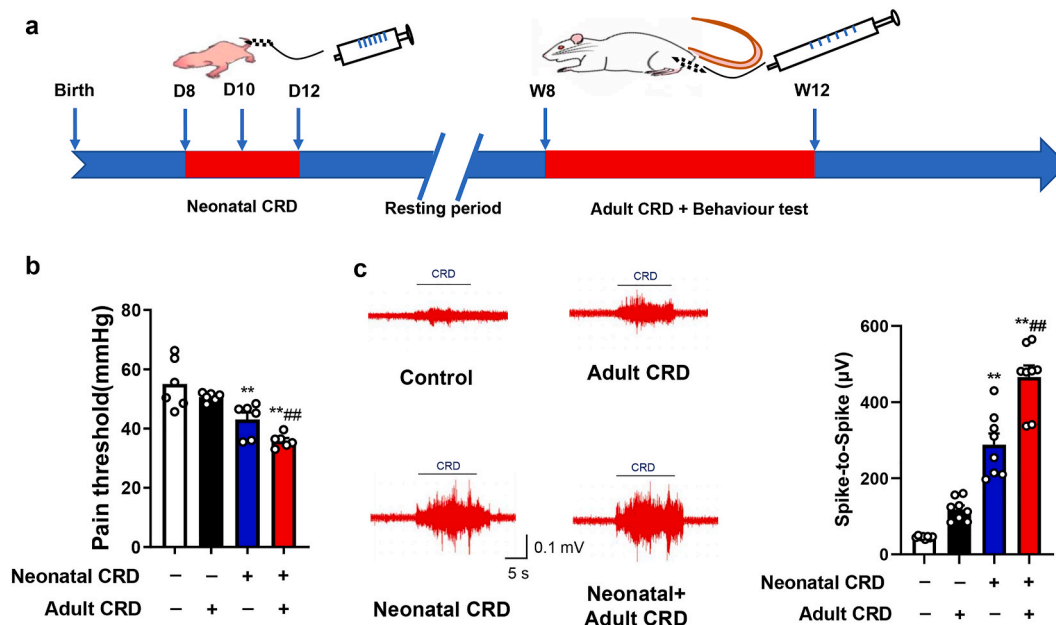 a
Birth
D8
D10
D12
W8
W12
Neonatal CRD
Resting period
Adult CRD + Behaviour test
b
Pain threshold(mmHg)
80
60
40
20
0
**
**##
Neonatal CRD − − + +
Adult CRD − + − +
c
CRD
Control
CRD
Adult CRD
CRD
Neonatal CRD
CRD
Neonatal+
Adult CRD
0.1 mV
5 s
Spike-to-Spike (µV)
600
400
200
0
**
**##
Neonatal CRD − − + +
Adult CRD − + − +